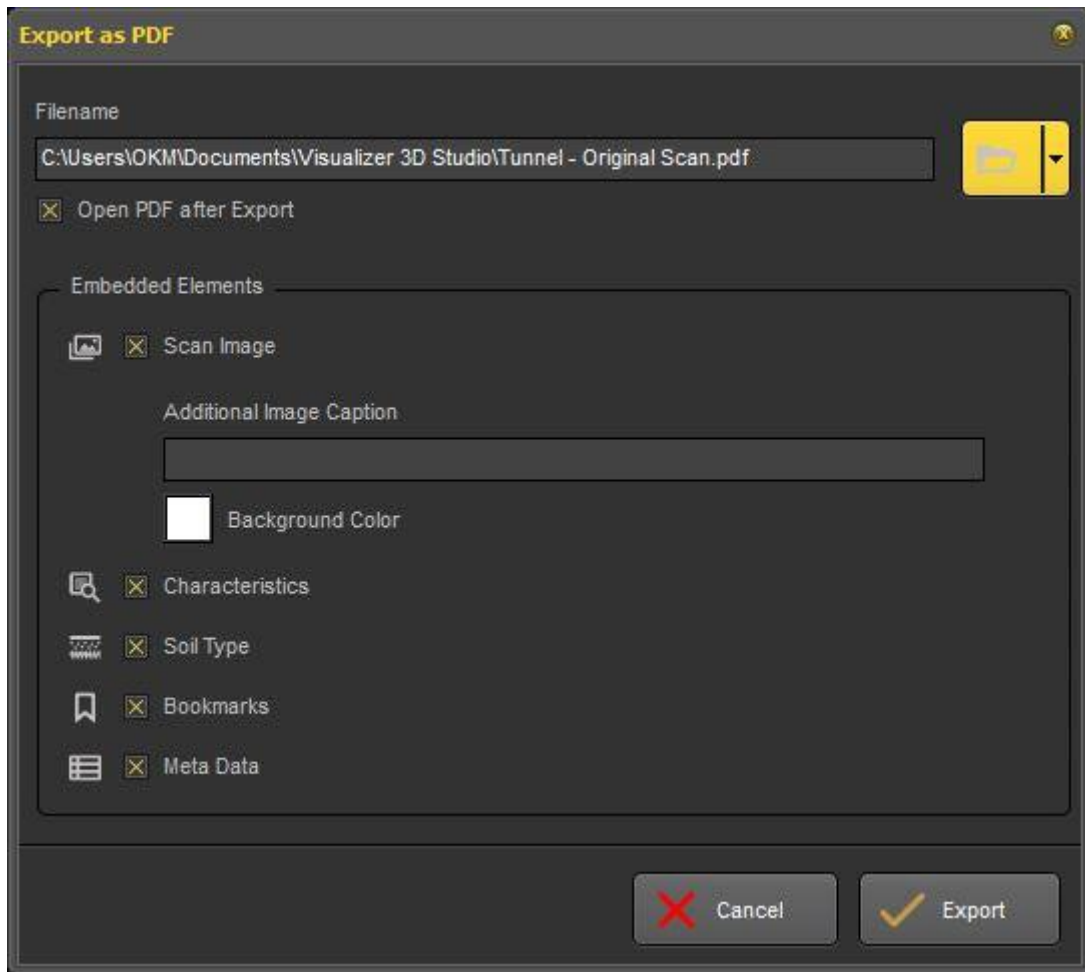 Export as PDF
Filename
C:\Users\OKM\Documents\Visualizer 3D Studio\Tunnel - Original Scan.pdf
Open PDF after Export
Embedded Elements
Scan Image
Additional Image Caption
Background Color
Characteristics
Soil Type
Bookmarks
Meta Data
Cancel
Export